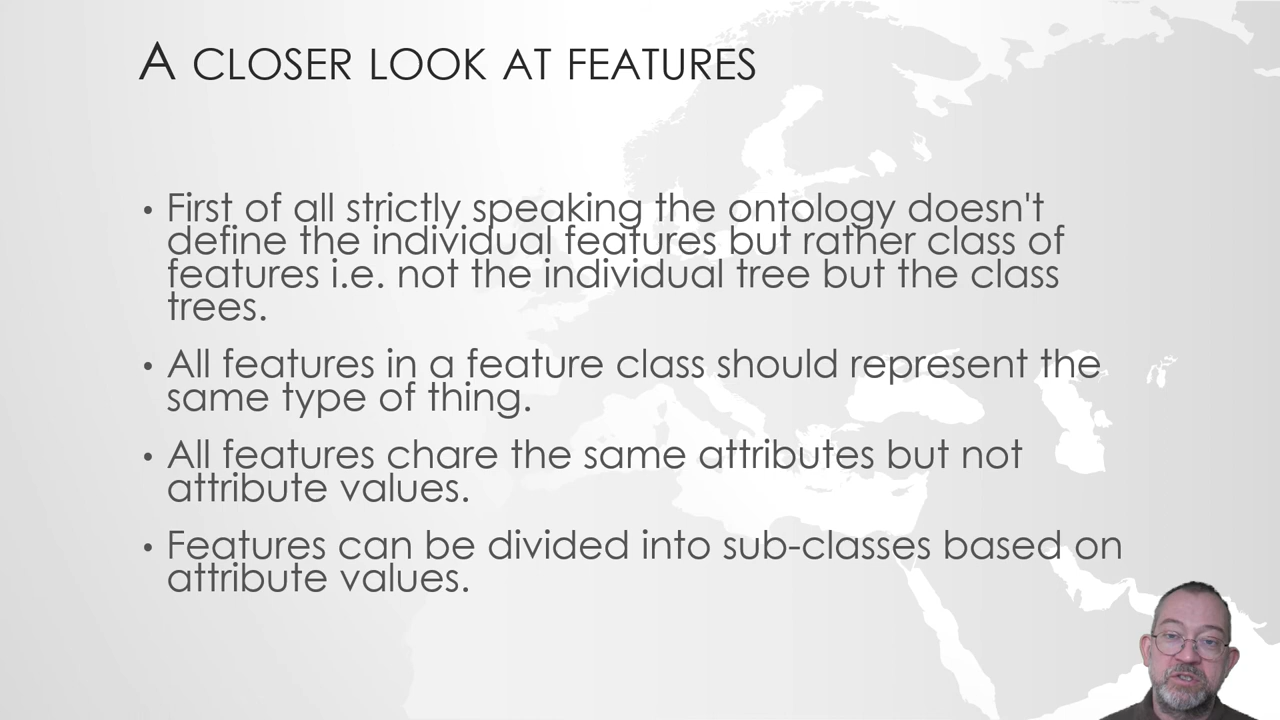 A CLOSER LOOK AT FEATURES
• First of all strictly speaking the ontology doesn't
define the individual features but rather class of
features i.e. not the individual tree but the class
trees.
• All features in a feature class should represent the
same type of thing.
• All features chare the same attributes but not
attribute values.
• Features can be divided into sub-classes based on
attribute values.